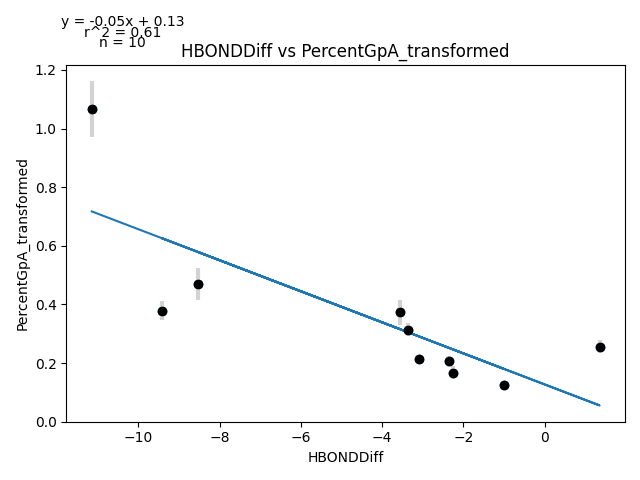 y = -0.05x + 0.13
r^2 = 0.61
n = 10
HBONDDiff vs PercentGpA_transformed
1.2
1.0
0.8
0.6
0.4
0.2
0.0
PercentGpA_transformed
−10
−8
−6
−4
−2
0
HBONDDiff